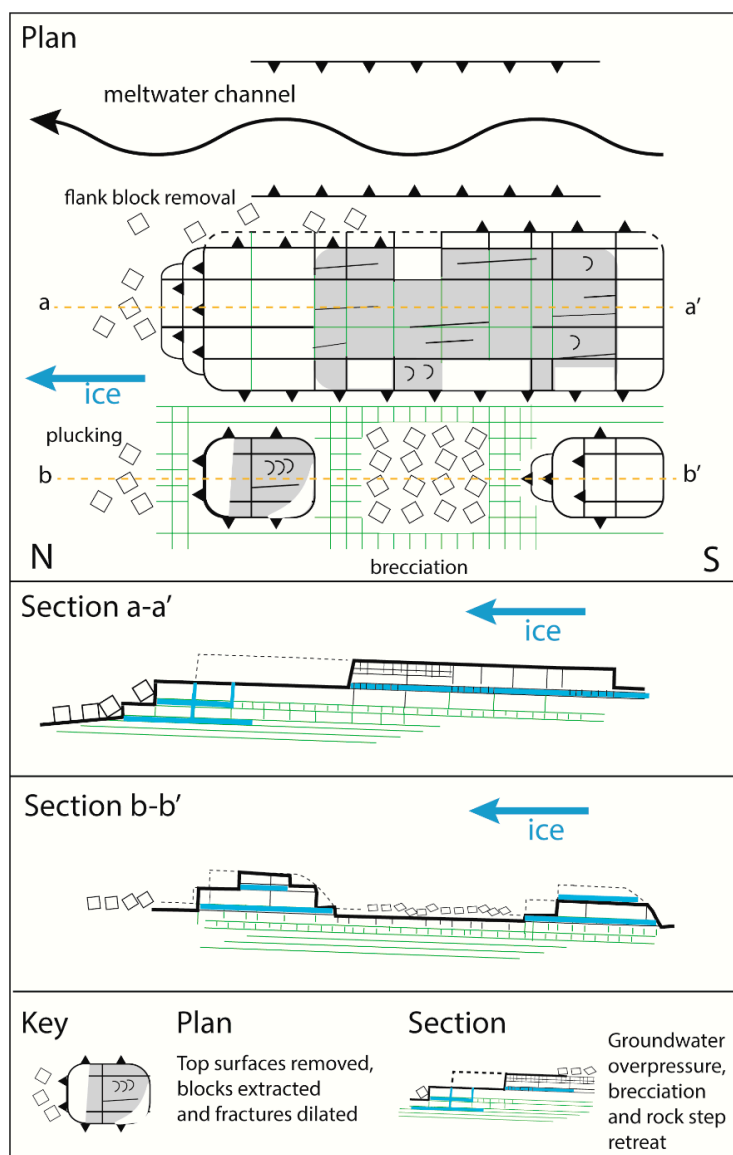 Plan
meltwater channel
flank block removal
a
a’
ice
plucking
b
b’
N
S
brecciation
Section a-a’
ice
Section b-b’
ice
Key
Plan
Section
Top surfaces removed,
blocks extracted
and fractures dilated
Groundwater
overpressure,
brecciation
and rock step
retreat